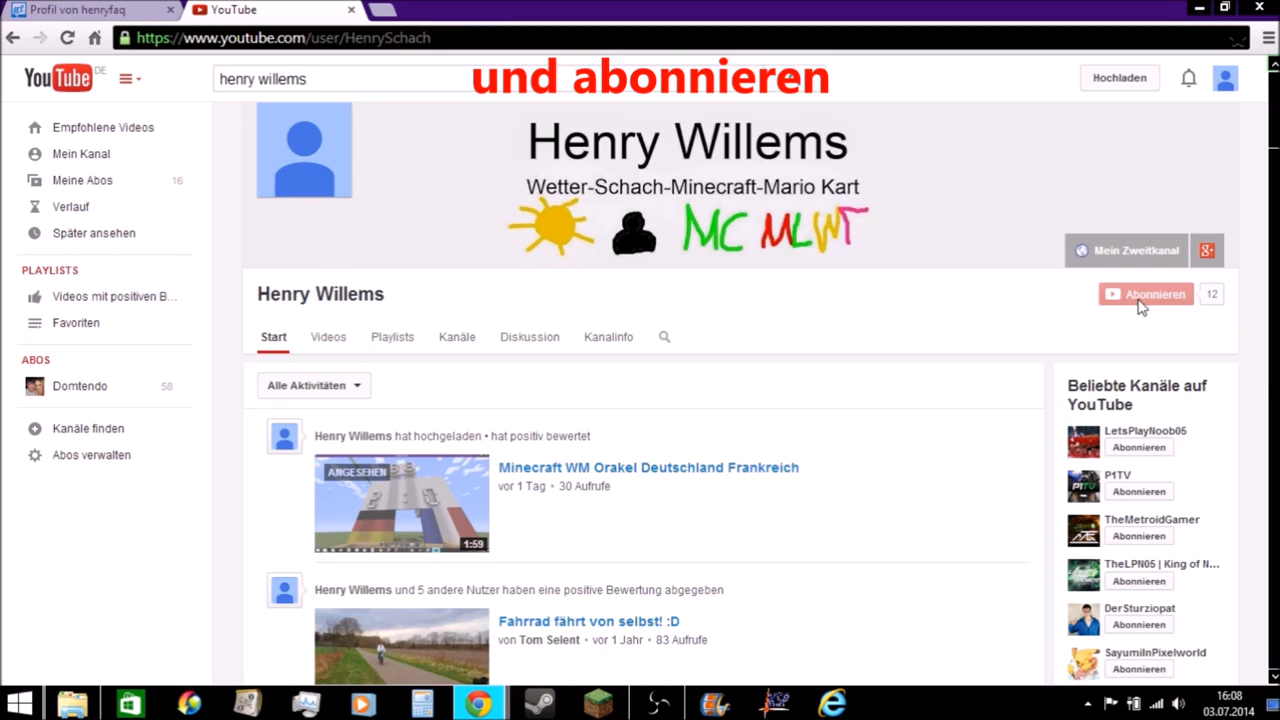 Profil von henryfaq
YouTube
https://www.youtube.com/user/HenrySchach
YouTube DE
henry willems
und abonnieren
Hochladen
Empfohlene Videos
Mein Kanal
Meine Abos 16
Verlauf
Später ansehen
PLAYLISTS
Videos mit positiven B...
Favoriten
ABOS
Domtendo 58
Kanäle finden
Abos verwalten
Henry Willems
Wetter-Schach-Minecraft-Mario Kart
MC MLWT
Mein Zweitkanal
g+
Henry Willems
Abonnieren 12
Start Videos Playlists Kanäle Diskussion Kanalinfo
Alle Aktivitäten
Henry Willems hat hochgeladen • hat positiv bewertet
ANGESEHEN
1:59
Minecraft WM Orakel Deutschland Frankreich
vor 1 Tag • 30 Aufrufe
Henry Willems und 5 andere Nutzer haben eine positive Bewertung abgegeben
Fahrrad fährt von selbst! :D
von Tom Selent • vor 1 Jahr • 83 Aufrufe
Beliebte Kanäle auf
YouTube
LetsPlayNoob05
Abonnieren
P1TV
P1TV
Abonnieren
TheMetroidGamer
Abonnieren
TheLPN05 | King of N...
Abonnieren
DerSturziopat
Abonnieren
SayumiInPixelworld
Abonnieren
16:08
03.07.2014